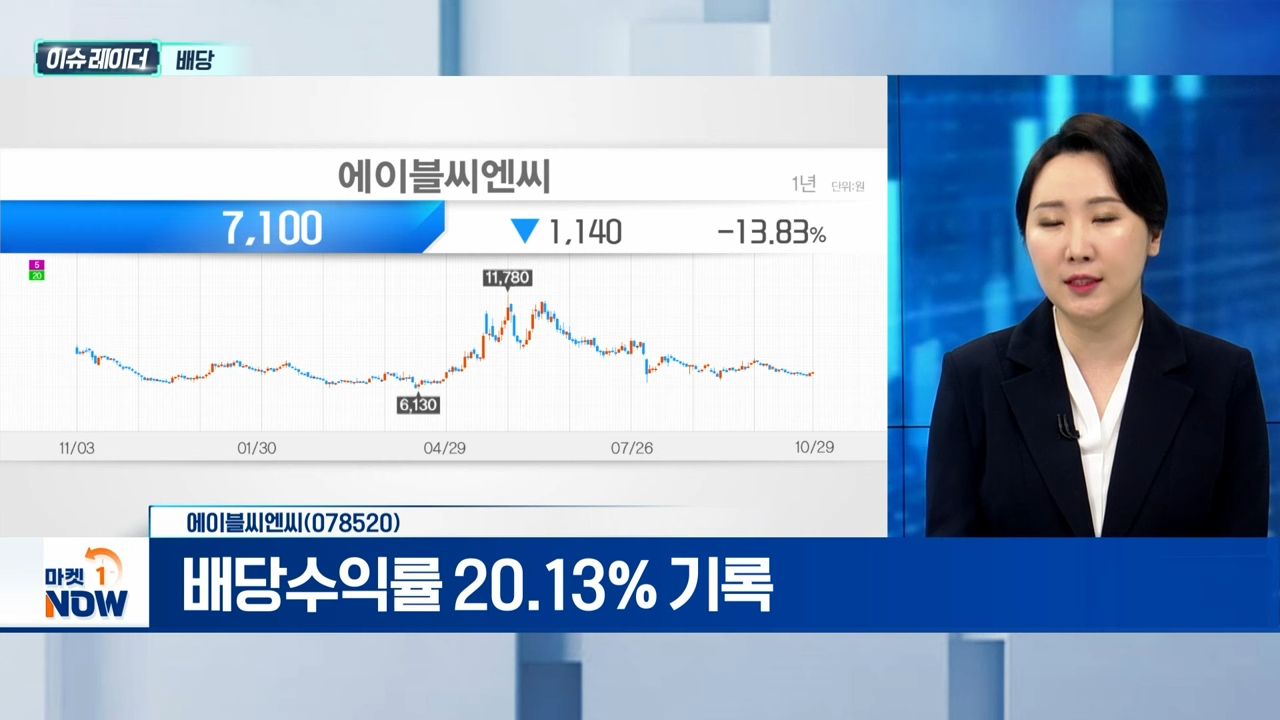 이슈레이더 배당
에이블씨엔씨
1년 단위:원
7,100 ▼1,140 -13.83%
5
20
11,780
6,130
11/03 01/30 04/29 07/26 10/29
에이블씨엔씨(078520)
마켓 1
NOW
배당수익률 20.13% 기록